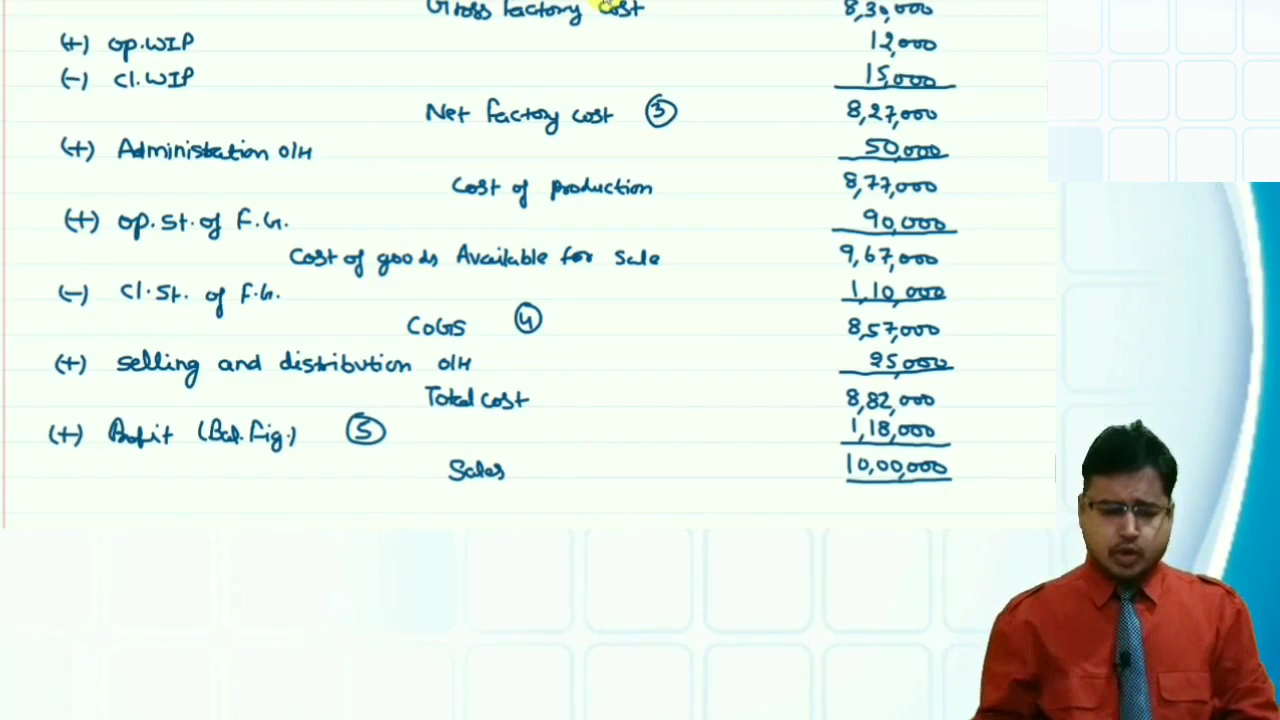 Gross factory cost 8,30,000
(+) op.WIP 12,000
(-) Cl.WIP 15,000
Net factory cost (3) 8,27,000
(+) Administration O/H 50,000
Cost of production 8,77,000
(+) op.St.of F.G. 90,000
Cost of goods Available for Sale 9,67,000
(-) Cl.St. of F.G. 1,10,000
COGS (4) 8,57,000
(+) Selling and distribution O/H 25,000
Total cost 8,82,000
(+) Profit (Bal.fig.) (5) 1,18,000
Sales 10,00,000